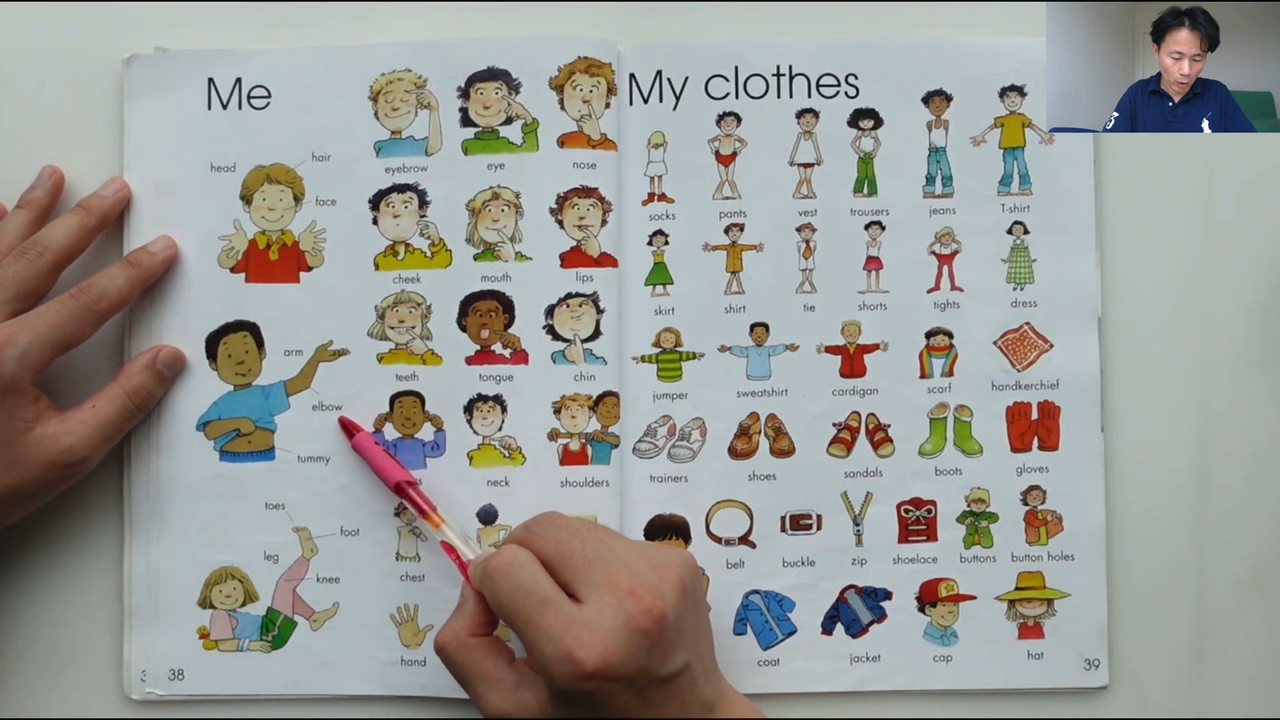 Me
head
hair
face
arm
elbow
tummy
toes
foot
leg
knee
38
eyebrow
eye
nose
cheek
mouth
lips
teeth
tongue
chin
neck
shoulders
chest
hand
My clothes
socks
pants
vest
trousers
jeans
T-shirt
skirt
shirt
tie
shorts
tights
dress
jumper
sweatshirt
cardigan
scarf
handkerchief
trainers
shoes
sandals
boots
gloves
belt
buckle
zip
shoelace
buttons
button holes
coat
jacket
cap
hat
39